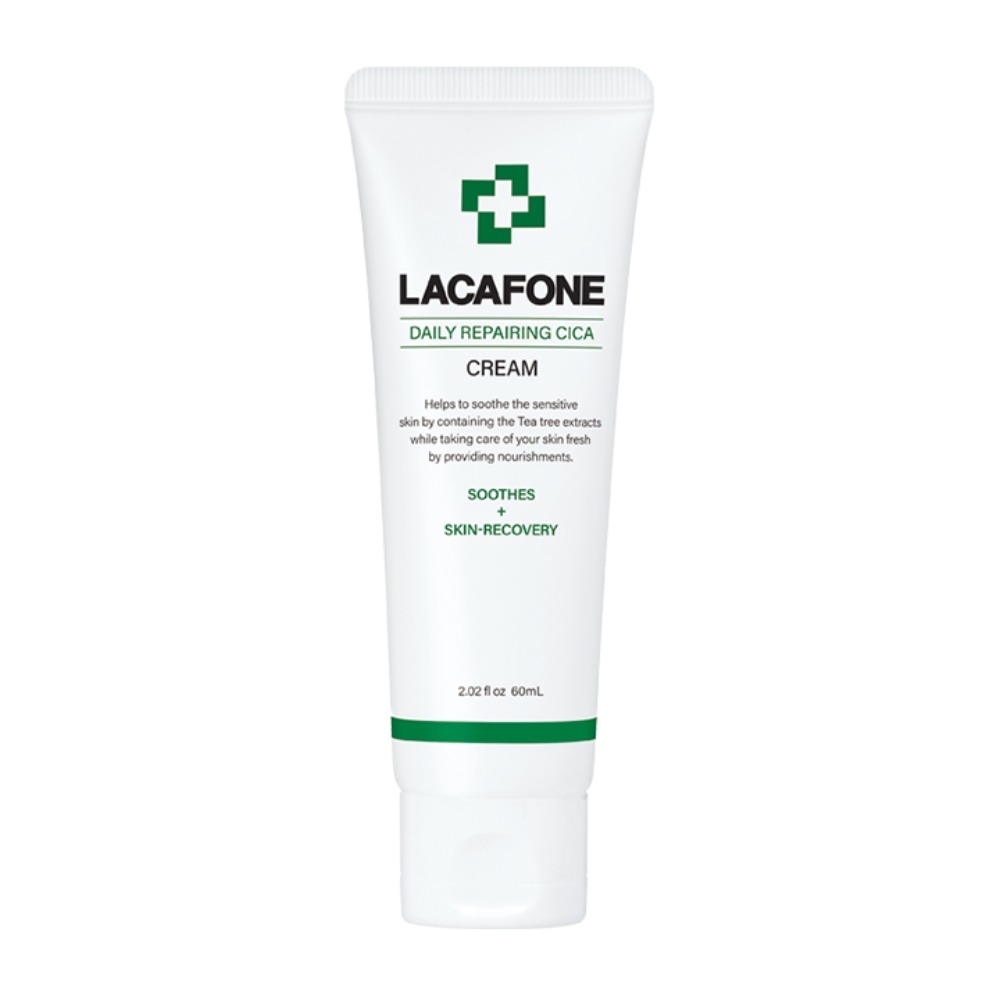 LACAFONE
DAILY REPAIRING CICA
CREAM
Helps to soothe the sensitive
skin by containing the Tea tree extracts
while taking care of your skin fresh
by providing nourishments.
SOOTHES
+
SKIN-RECOVERY
2.02 fl oz 60mL